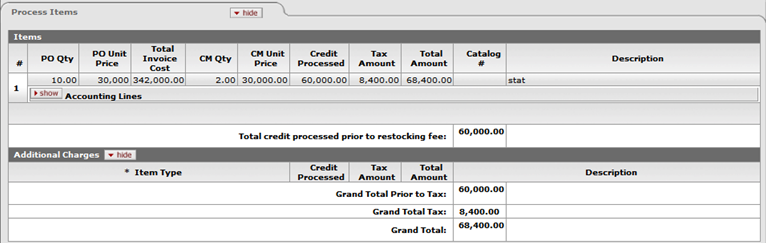 Process Items hide
Items
# PO Qty PO Unit Price Total Invoice Cost CM Qty CM Unit Price Credit Processed Tax Amount Total Amount Catalog # Description
1 10.00 30,000 342,000.00 2.00 30,000.00 60,000.00 8,400.00 68,400.00 stat
show Accounting Lines
Total credit processed prior to restocking fee: 60,000.00
Additional Charges hide
* Item Type Credit Processed Tax Amount Total Amount Description
Grand Total Prior to Tax: 60,000.00
Grand Total Tax: 8,400.00
Grand Total: 68,400.00